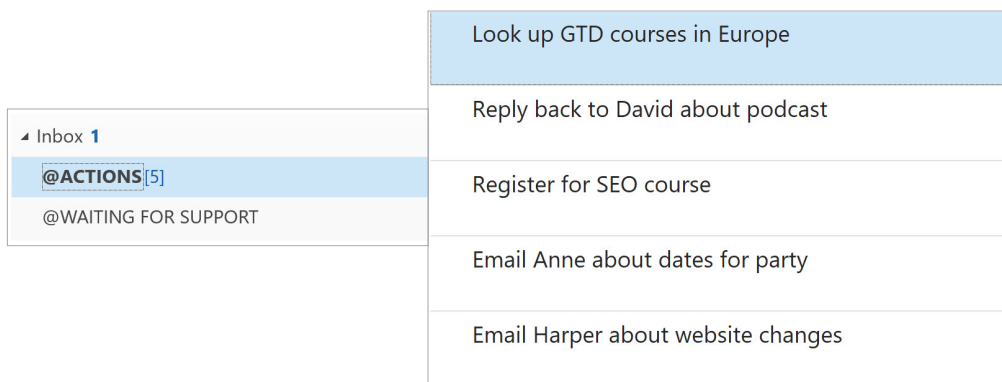 Inbox 1
@ACTIONS [5]
@WAITING FOR SUPPORT
Look up GTD courses in Europe
Reply back to David about podcast
Register for SEO course
Email Anne about dates for party
Email Harper about website changes